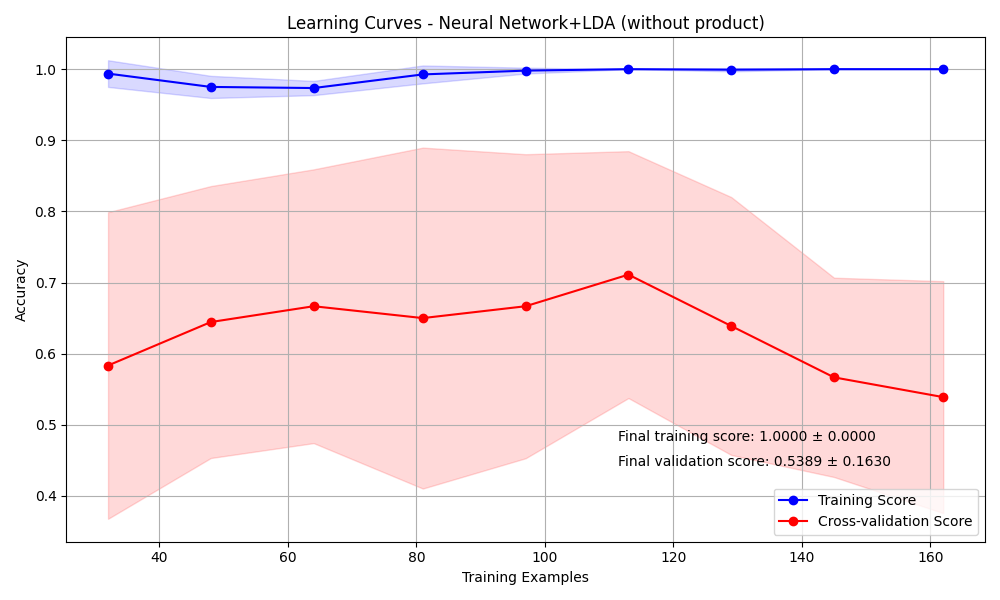 Learning Curves - Neural Network+LDA (without product)
Accuracy
1.0
0.9
0.8
0.7
0.6
0.5
0.4
Final training score: 1.0000 ± 0.0000
Final validation score: 0.5389 ± 0.1630
Training Score
Cross-validation Score
40 60 80 100 120 140 160
Training Examples